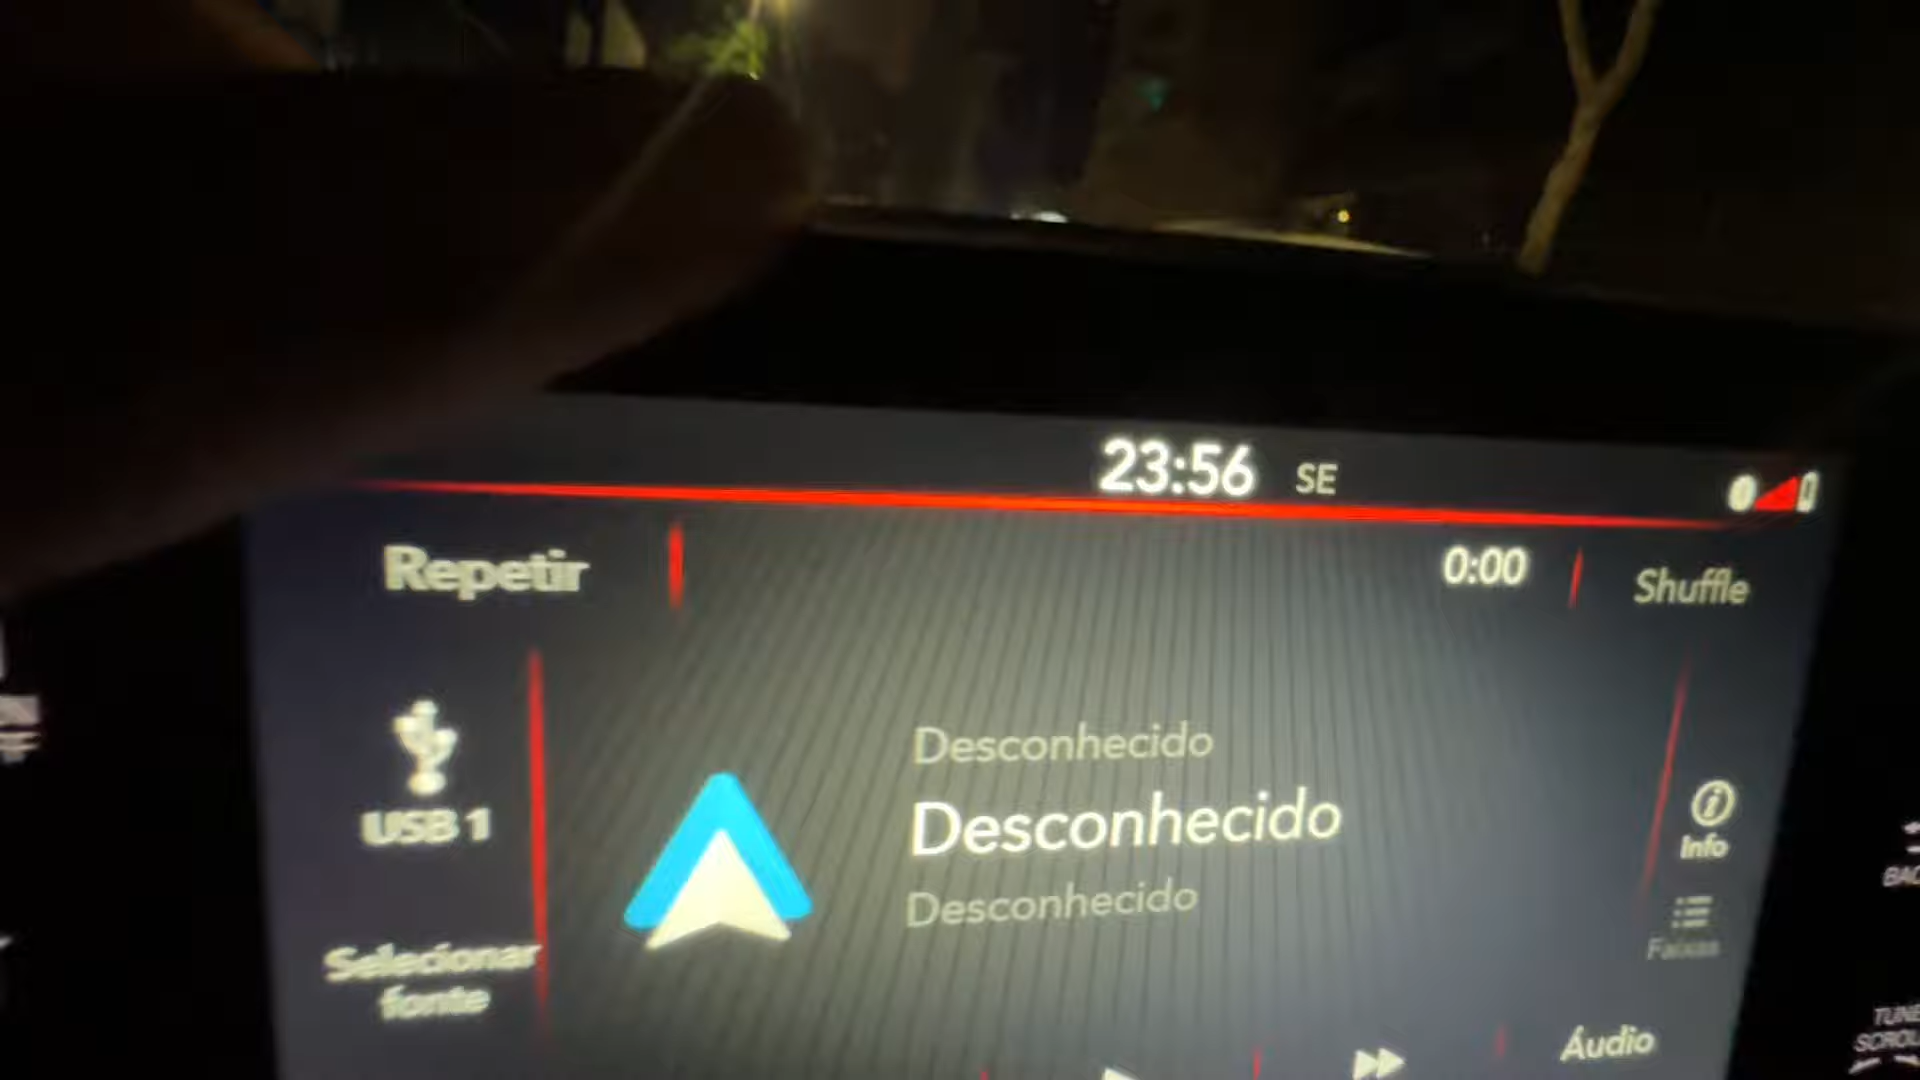 23:56 SE
Repetir
0:00
Shuffle
USB 1
Desconhecido
Desconhecido
Desconhecido
Info
Faixas
Selecionar
fonte
Áudio